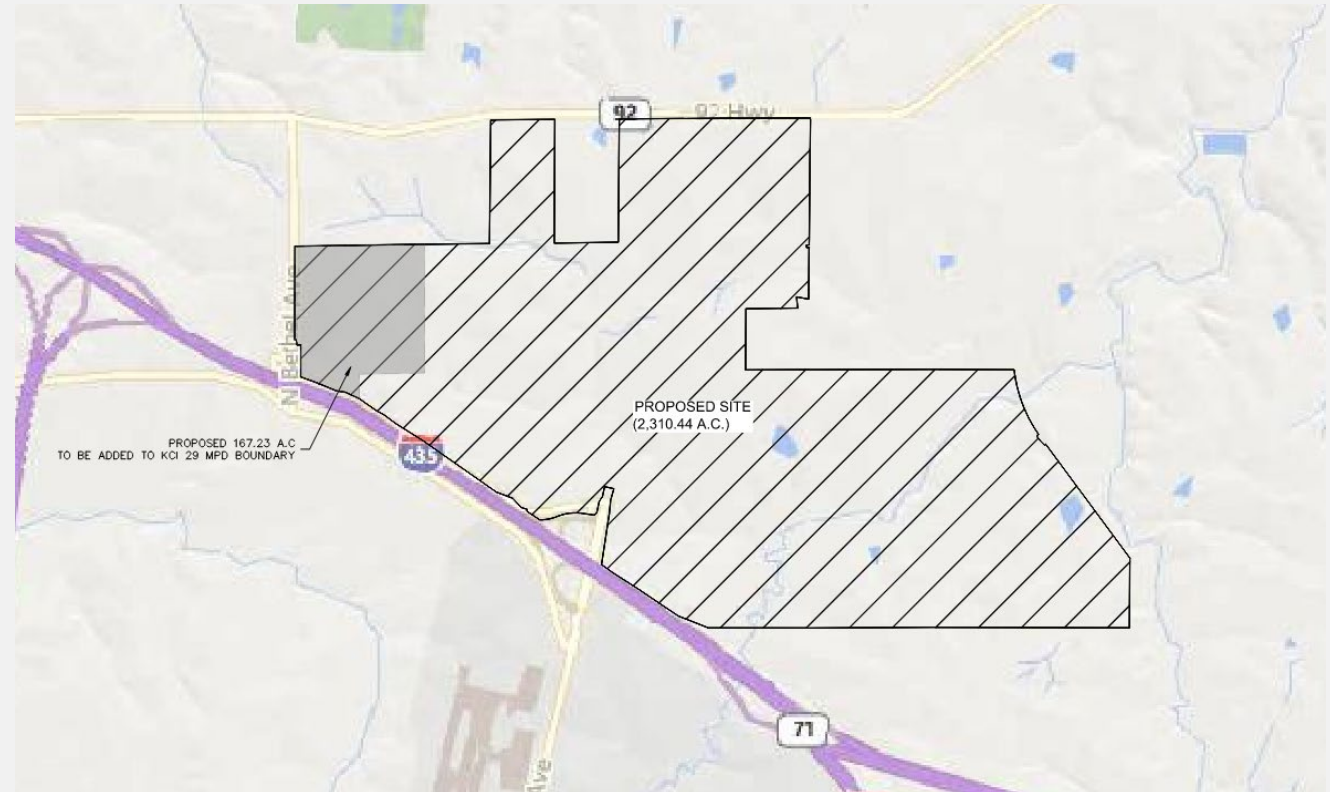 92
92 Hwy
N Bethel Ave
PROPOSED SITE
(2,310.44 A.C.)
PROPOSED 167.23 A.C
TO BE ADDED TO KCI 29 MPD BOUNDARY
435
71